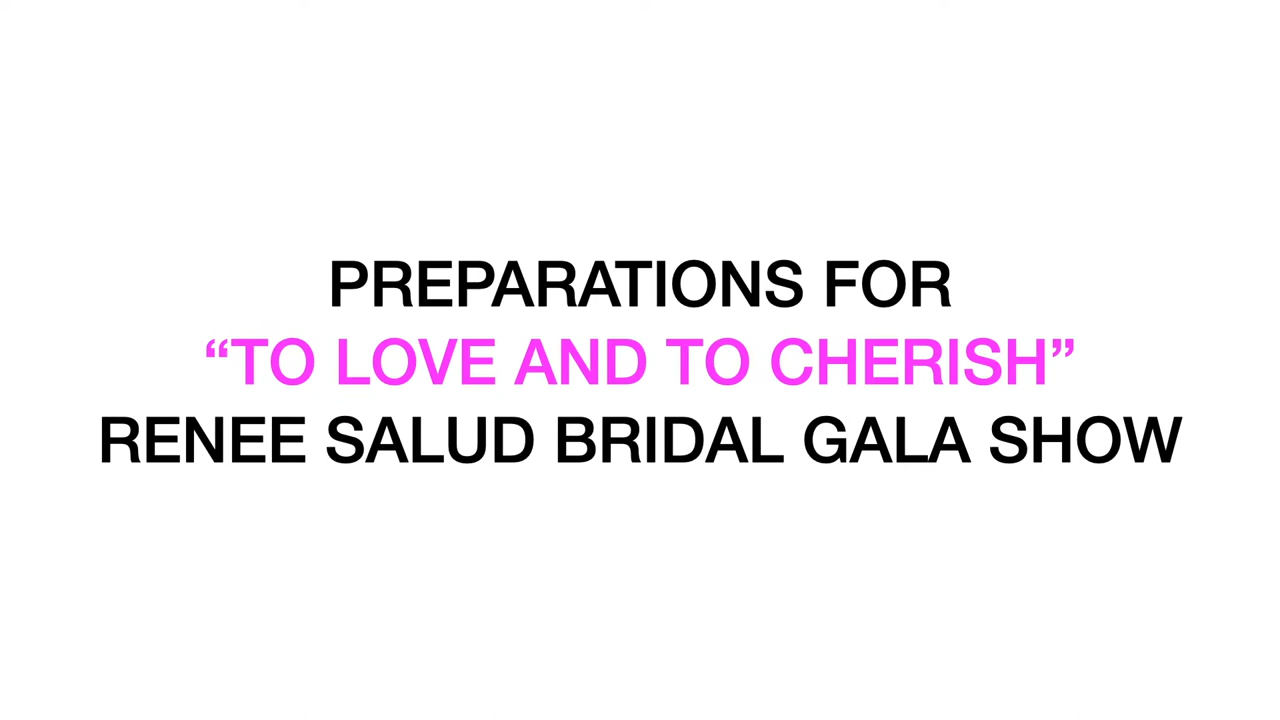 PREPARATIONS FOR
“TO LOVE AND TO CHERISH”
RENEE SALUD BRIDAL GALA SHOW